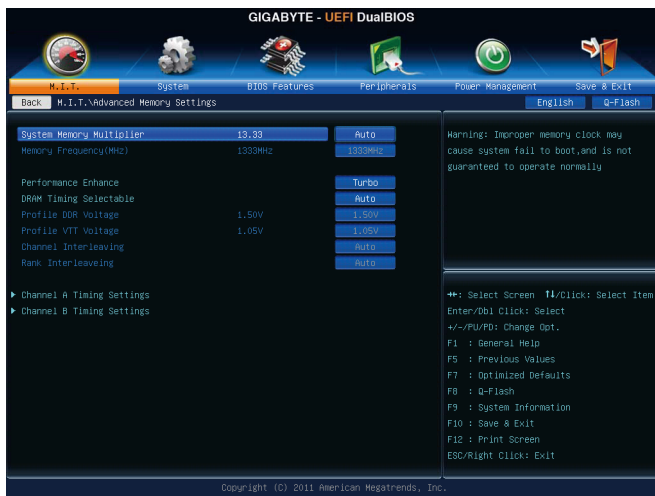 GIGABYTE - UEFI DualBIOS
M.I.T. System BIOS Features Peripherals Power Management Save & Exit
Back M.I.T.\Advanced Memory Settings English Q-Flash
System Memory Multiplier 13.33 Auto
Memory Frequency(MHz) 1333MHz 1333MHz
Performance Enhance Turbo
DRAM Timing Selectable Auto
Profile DDR Voltage 1.50V 1.50V
Profile VTT Voltage 1.05V 1.05V
Channel Interleaving Auto
Rank Interleaveing Auto
Channel A Timing Settings
Channel B Timing Settings
Warning: Improper memory clock may
cause system fail to boot,and is not
guaranteed to operate normally
→←: Select Screen ↑↓/Click: Select Item
Enter/Dbl Click: Select
+/-/PU/PD: Change Opt.
F1 : General Help
F5 : Previous Values
F7 : Optimized Defaults
F8 : Q-Flash
F9 : System Information
F10 : Save & Exit
F12 : Print Screen
ESC/Right Click: Exit
Copyright (C) 2011 American Megatrends, Inc.